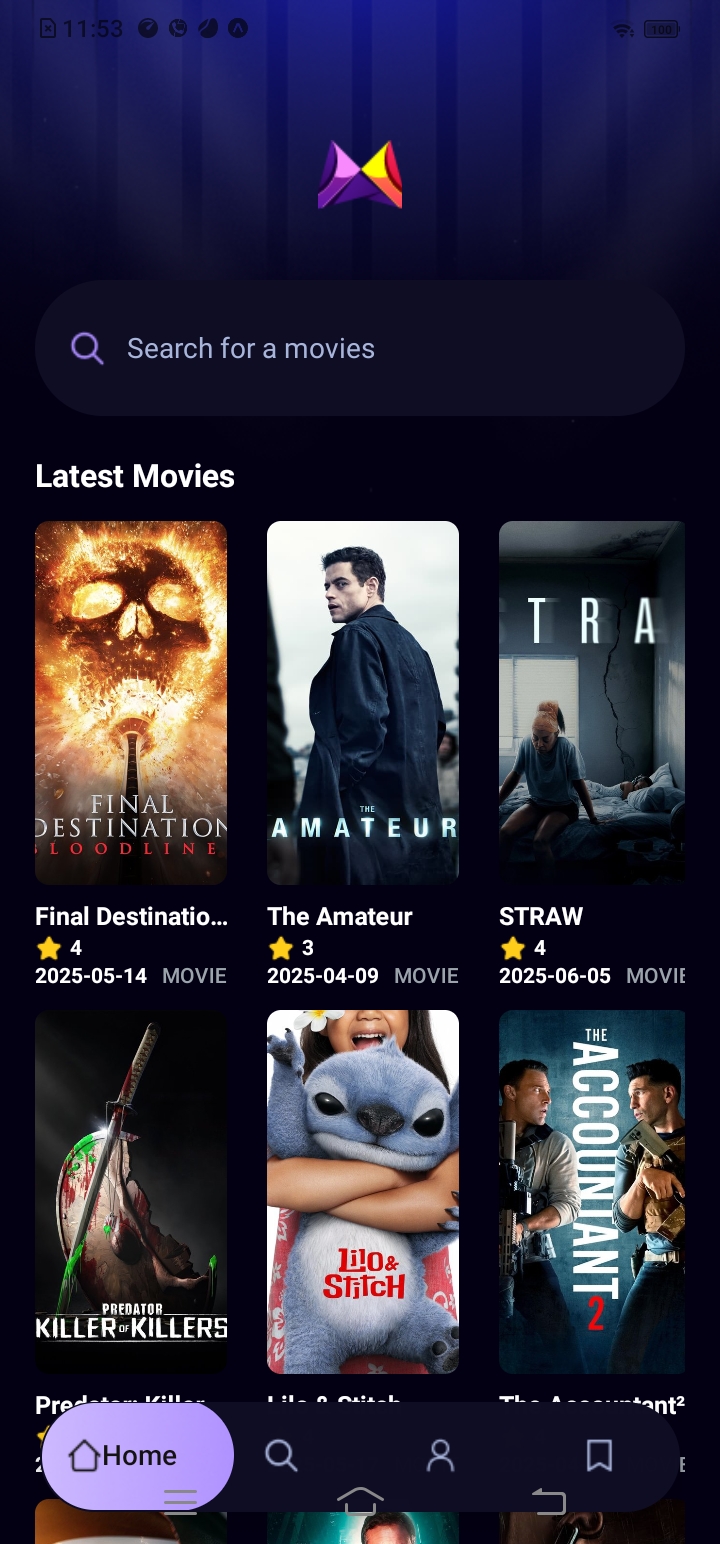 11:53
100
Search for a movies
Latest Movies
STRA
FINAL
DESTINATION
BLOODLINE
THE
AMATEUR
Final Destinatio...
The Amateur
STRAW
4
3
4
2025-05-14 MOVIE
2025-04-09 MOVIE
2025-06-05 MOVIE
THE
ACCOUNTANT
2
Lilo &
Stitch
PREDATOR
KILLER OF KILLERS
Predator: Killer...
Lilo & Stitch
The Accountant²
Home